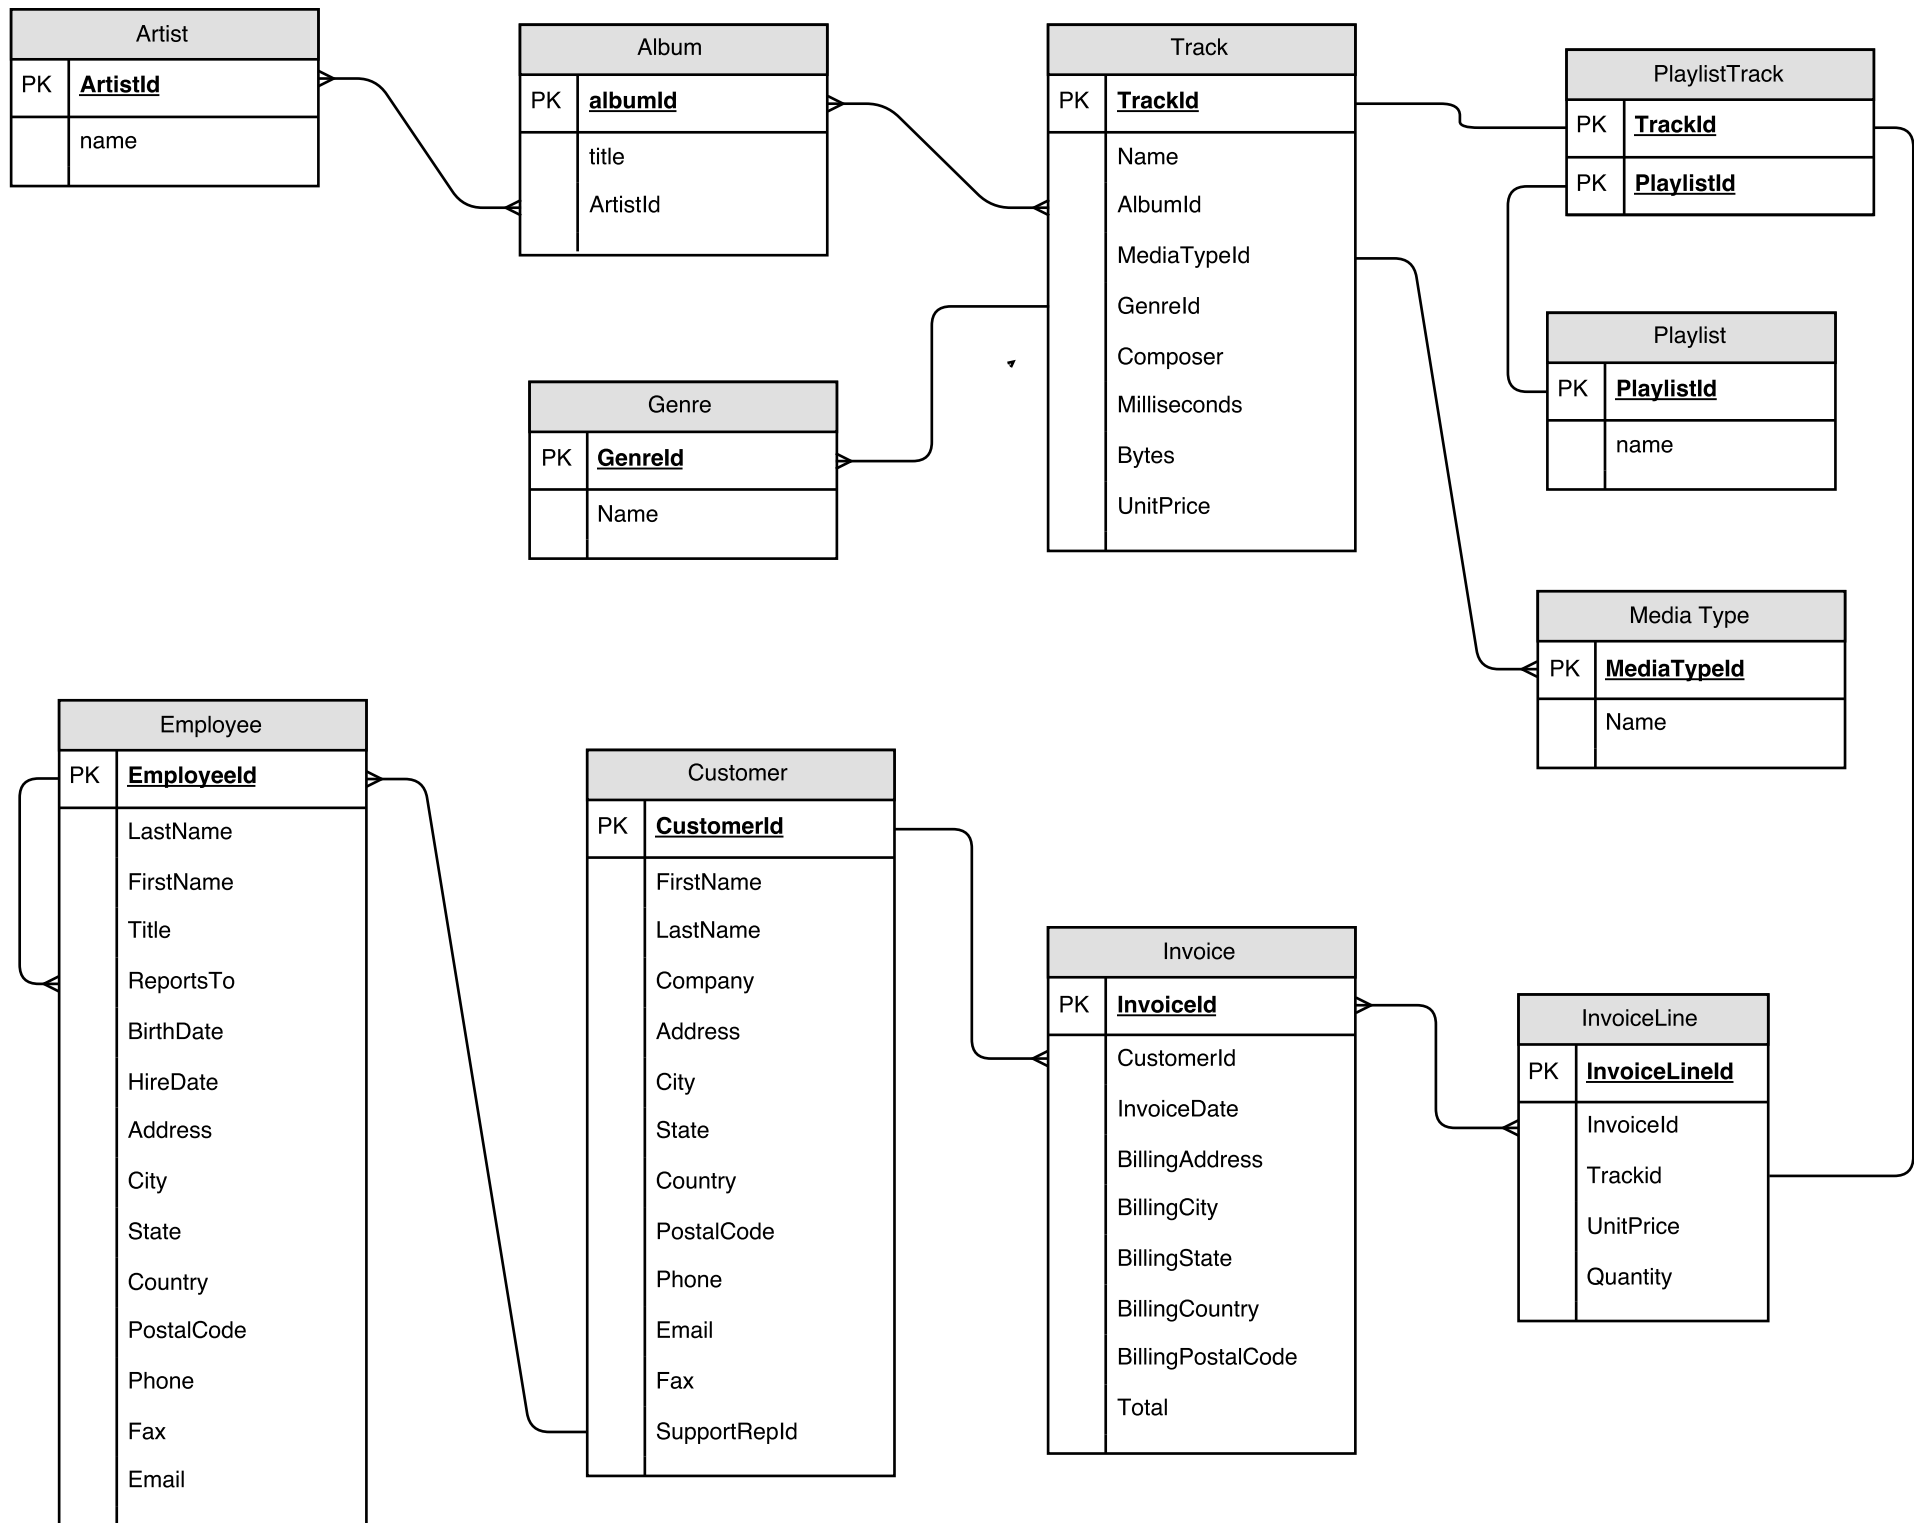 Artist
PK ArtistId
name
Album
PK albumId
title
ArtistId
Track
PK TrackId
Name
AlbumId
MediaTypeId
GenreId
Composer
Milliseconds
Bytes
UnitPrice
PlaylistTrack
PK TrackId
PK PlaylistId
Playlist
PK PlaylistId
name
Genre
PK GenreId
Name
Media Type
PK MediaTypeId
Name
Employee
PK EmployeeId
LastName
FirstName
Title
ReportsTo
BirthDate
HireDate
Address
City
State
Country
PostalCode
Phone
Fax
Email
Customer
PK CustomerId
FirstName
LastName
Company
Address
City
State
Country
PostalCode
Phone
Email
Fax
SupportRepId
Invoice
PK InvoiceId
CustomerId
InvoiceDate
BillingAddress
BillingCity
BillingState
BillingCountry
BillingPostalCode
Total
InvoiceLine
PK InvoiceLineId
InvoiceId
Trackid
UnitPrice
Quantity